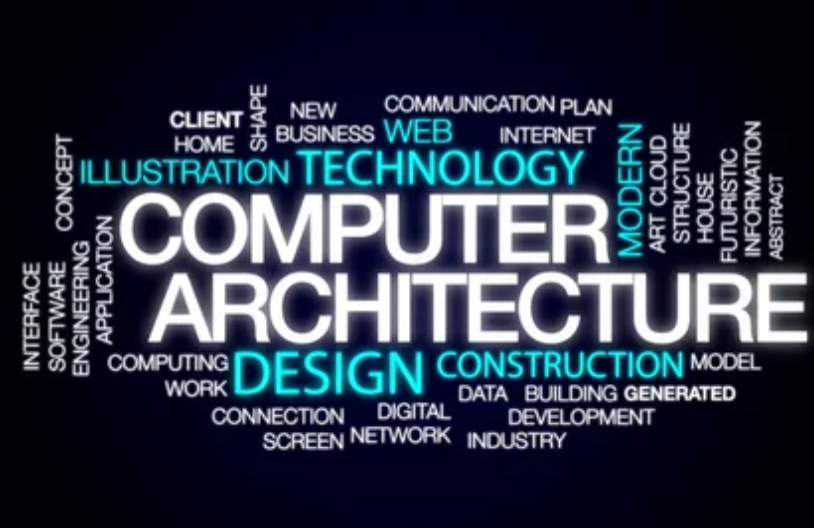 COMMUNICATION PLAN
CLIENT
SHAPE
NEW
HOME
BUSINESS
WEB
INTERNET
CONCEPT
ILLUSTRATION
TECHNOLOGY
MODERN
ART CLOUD
STRUCTURE
HOUSE
FUTURISTIC
INFORMATION
ABSTRACT
COMPUTER
ARCHITECTURE
INTERFACE
SOFTWARE
ENGINEERING
APPLICATION
COMPUTING
DESIGN
CONSTRUCTION
MODEL
WORK
DATA
BUILDING
GENERATED
CONNECTION
DIGITAL
DEVELOPMENT
SCREEN
NETWORK
INDUSTRY